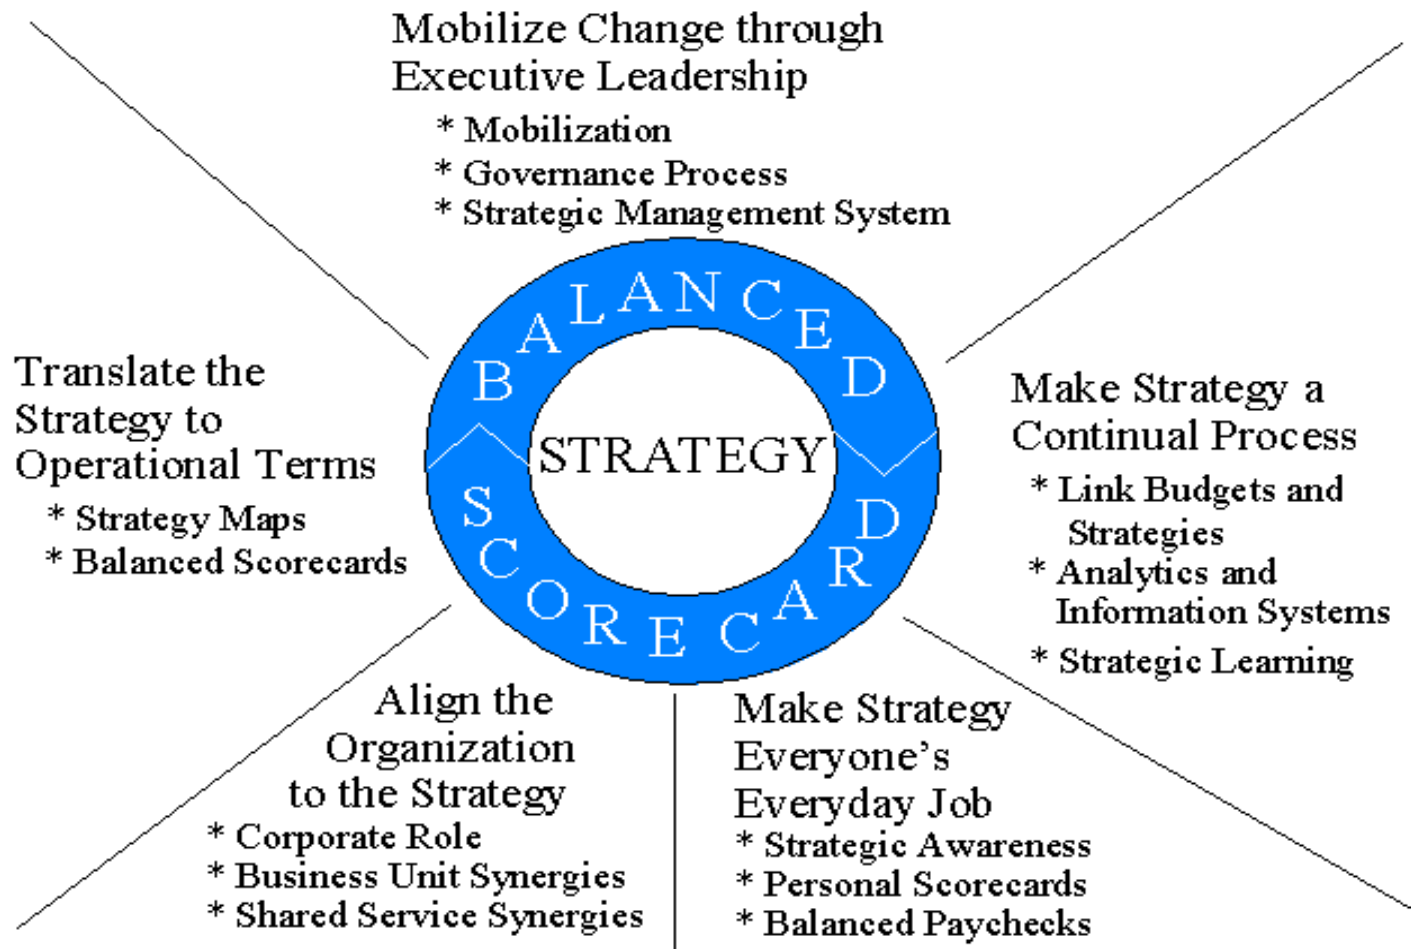 Mobilize Change through
Executive Leadership
* Mobilization
* Governance Process
* Strategic Management System
BALANCED
SCORECARD
STRATEGY
Translate the
Strategy to
Operational Terms
* Strategy Maps
* Balanced Scorecards
Make Strategy a
Continual Process
* Link Budgets and
Strategies
* Analytics and
Information Systems
* Strategic Learning
Align the
Organization
to the Strategy
* Corporate Role
* Business Unit Synergies
* Shared Service Synergies
Make Strategy
Everyone’s
Everyday Job
* Strategic Awareness
* Personal Scorecards
* Balanced Paychecks